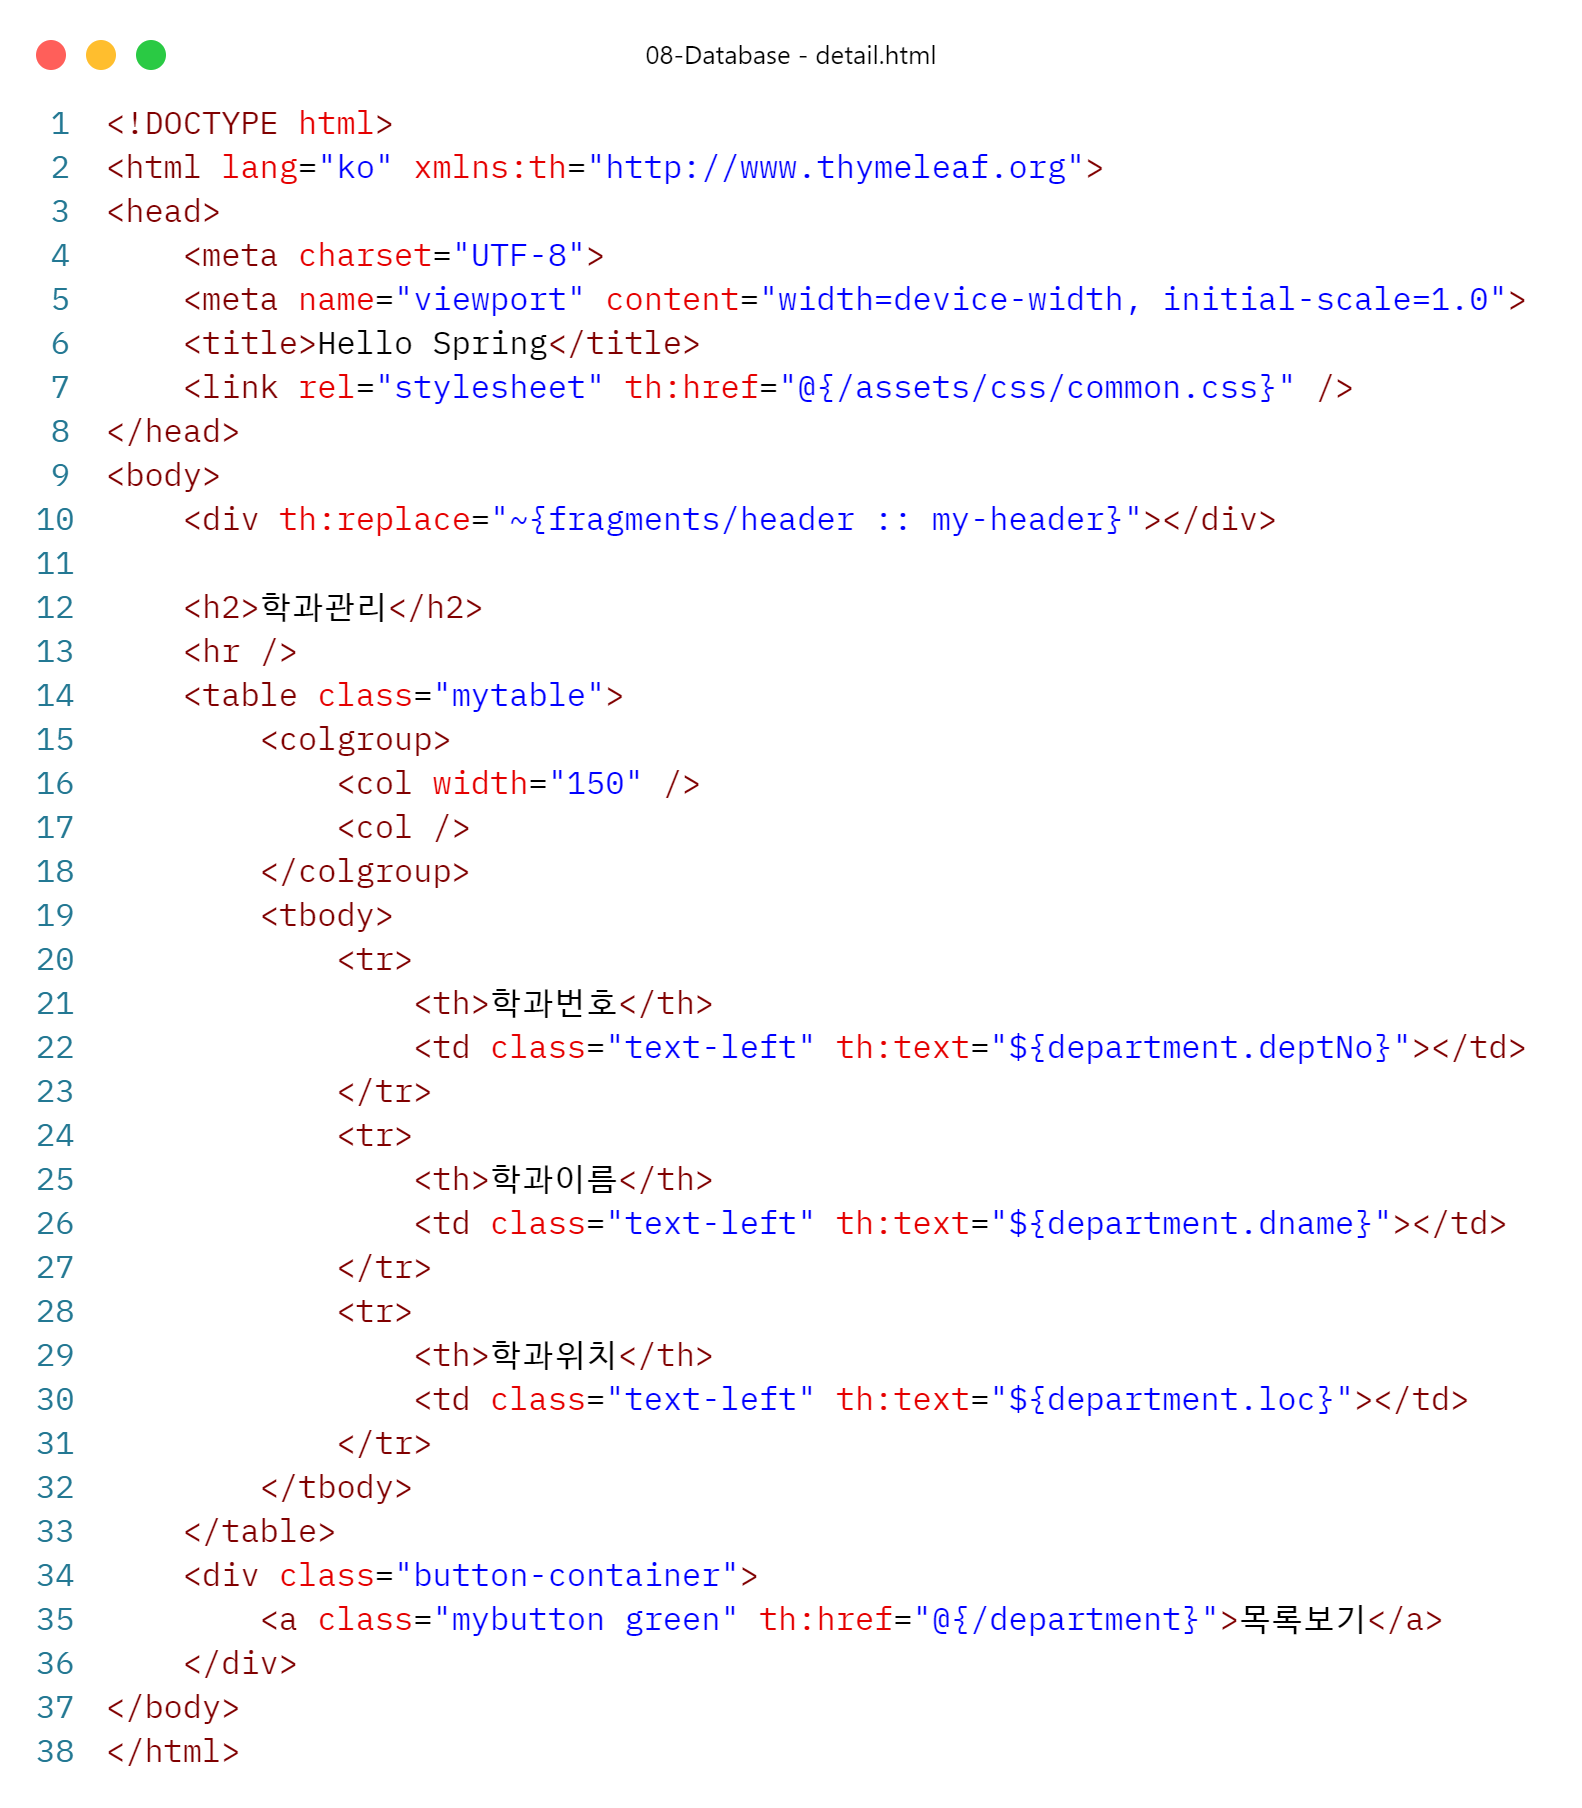 08-Database - detail.html
1 <!DOCTYPE html>
2 <html lang="ko" xmlns:th="http://www.thymeleaf.org">
3 <head>
4     <meta charset="UTF-8">
5     <meta name="viewport" content="width=device-width, initial-scale=1.0">
6     <title>Hello Spring</title>
7     <link rel="stylesheet" th:href="@{/assets/css/common.css}" />
8 </head>
9 <body>
10     <div th:replace="~{fragments/header :: my-header}"></div>
11
12     <h2>학과관리</h2>
13     <hr />
14     <table class="mytable">
15         <colgroup>
16             <col width="150" />
17             <col />
18         </colgroup>
19         <tbody>
20             <tr>
21                 <th>학과번호</th>
22                 <td class="text-left" th:text="${department.deptNo}"></td>
23             </tr>
24             <tr>
25                 <th>학과이름</th>
26                 <td class="text-left" th:text="${department.dname}"></td>
27             </tr>
28             <tr>
29                 <th>학과위치</th>
30                 <td class="text-left" th:text="${department.loc}"></td>
31             </tr>
32         </tbody>
33     </table>
34     <div class="button-container">
35         <a class="mybutton green" th:href="@{/department}">목록보기</a>
36     </div>
37 </body>
38 </html>